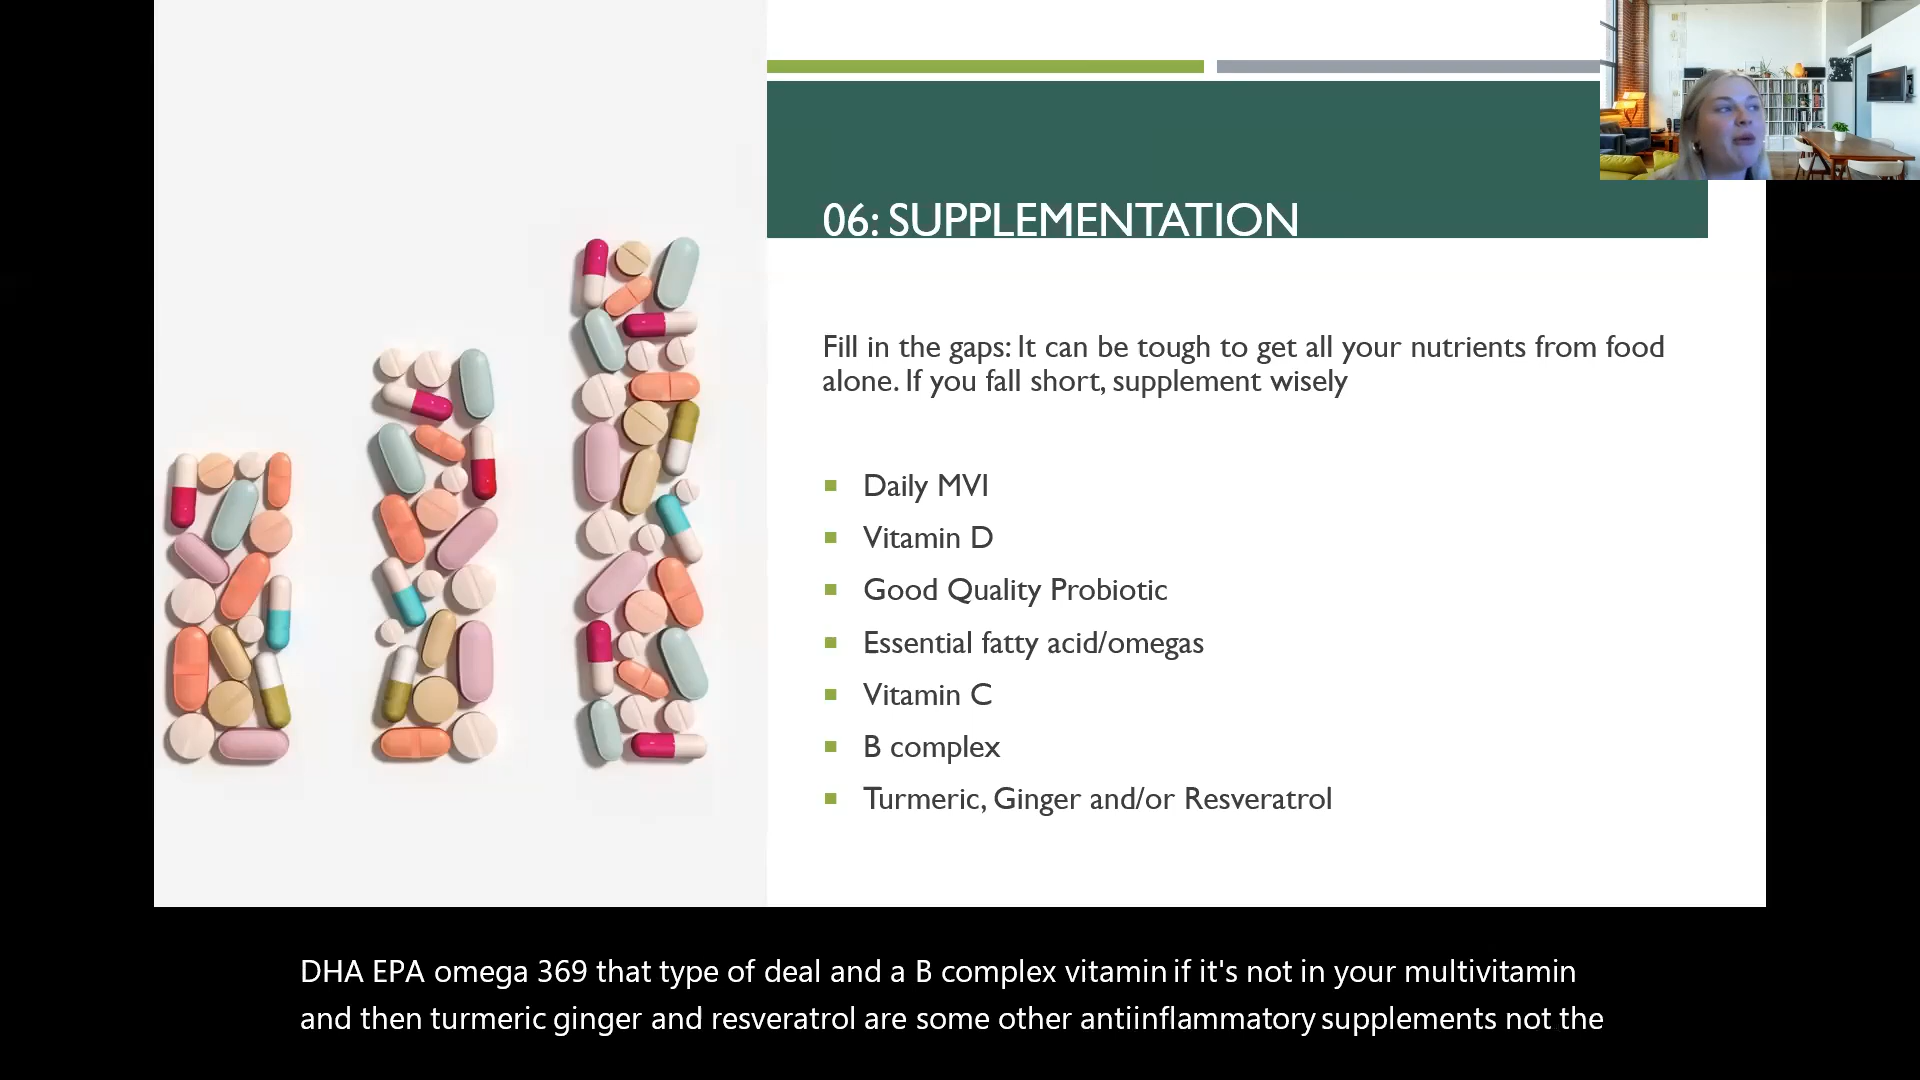 06: SUPPLEMENTATION
Fill in the gaps: It can be tough to get all your nutrients from food
alone. If you fall short, supplement wisely
Daily MVI
Vitamin D
Good Quality Probiotic
Essential fatty acid/omegas
Vitamin C
B complex
Turmeric, Ginger and/or Resveratrol
DHA EPA omega 369 that type of deal and a B complex vitamin if it's not in your multivitamin
and then turmeric ginger and resveratrol are some other antiinflammatory supplements not the